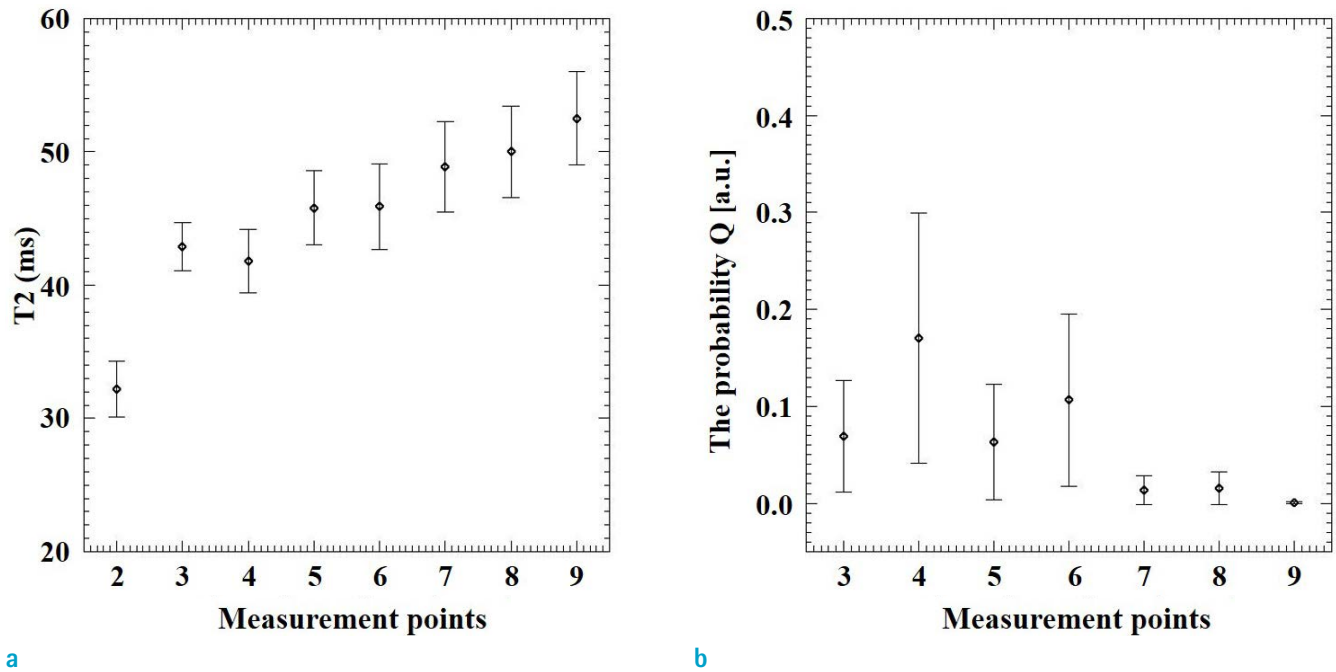 60
50
40
30
20
T2 (ms)
2 3 4 5 6 7 8 9
Measurement points
a
0.5
0.4
0.3
0.2
0.1
0.0
The probability Q [a.u.]
3 4 5 6 7 8 9
Measurement points
b